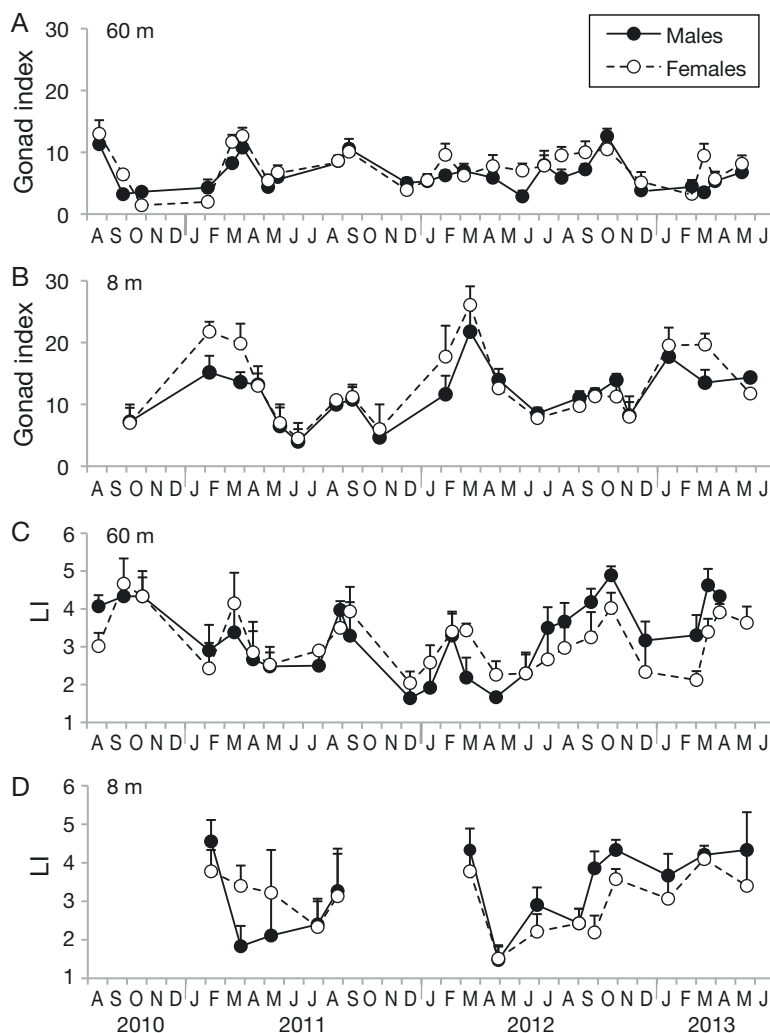 A
60 m
Males
Females
Gonad index
30
20
10
0
A S O N D J F M A M J J A S O N D J F M A M J J A S O N D J F M A M J
B
8 m
Gonad index
30
20
10
0
A S O N D J F M A M J J A S O N D J F M A M J J A S O N D J F M A M J
C
60 m
LI
6
5
4
3
2
1
A S O N D J F M A M J J A S O N D J F M A M J J A S O N D J F M A M J
D
8 m
LI
6
5
4
3
2
1
A S O N D J F M A M J J A S O N D J F M A M J J A S O N D J F M A M J
2010 2011 2012 2013